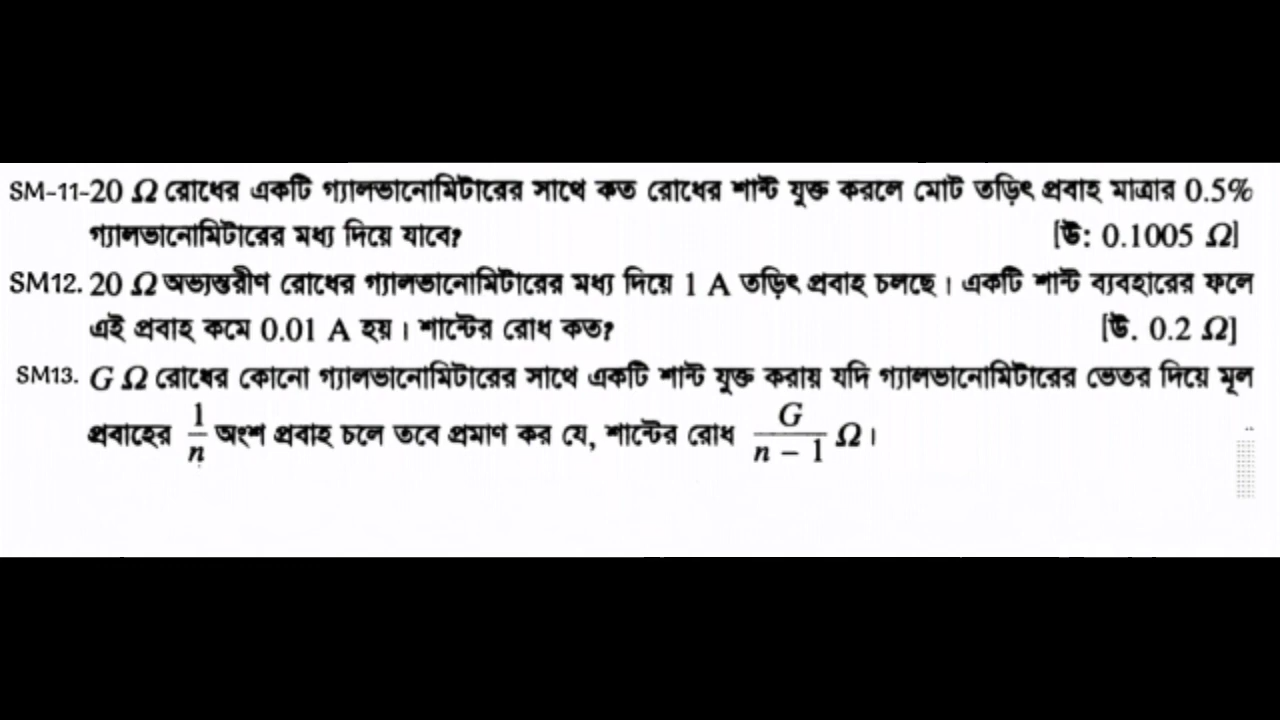 SM-11-20 Ω রোধের একটি গ্যালভানোমিটারের সাথে কত রোধের শান্ট যুক্ত করলে মোট তড়িৎ প্রবাহ মাত্রার 0.5%
গ্যালভানোমিটারের মধ্য দিয়ে যাবে? [উ: 0.1005 Ω]
SM12. 20 Ω অভ্যন্তরীণ রোধের গ্যালভানোমিটারের মধ্য দিয়ে 1 A তড়িৎ প্রবাহ চলছে। একটি শান্ট ব্যবহারের ফলে
এই প্রবাহ কমে 0.01 A হয়। শান্টের রোধ কত? [উ. 0.2 Ω]
SM13. G Ω রোধের কোনো গ্যালভানোমিটারের সাথে একটি শান্ট যুক্ত করায় যদি গ্যালভানোমিটারের ভেতর দিয়ে মূল
প্রবাহের 1/n অংশ প্রবাহ চলে তবে প্রমাণ কর যে, শান্টের রোধ G/(n − 1) Ω।